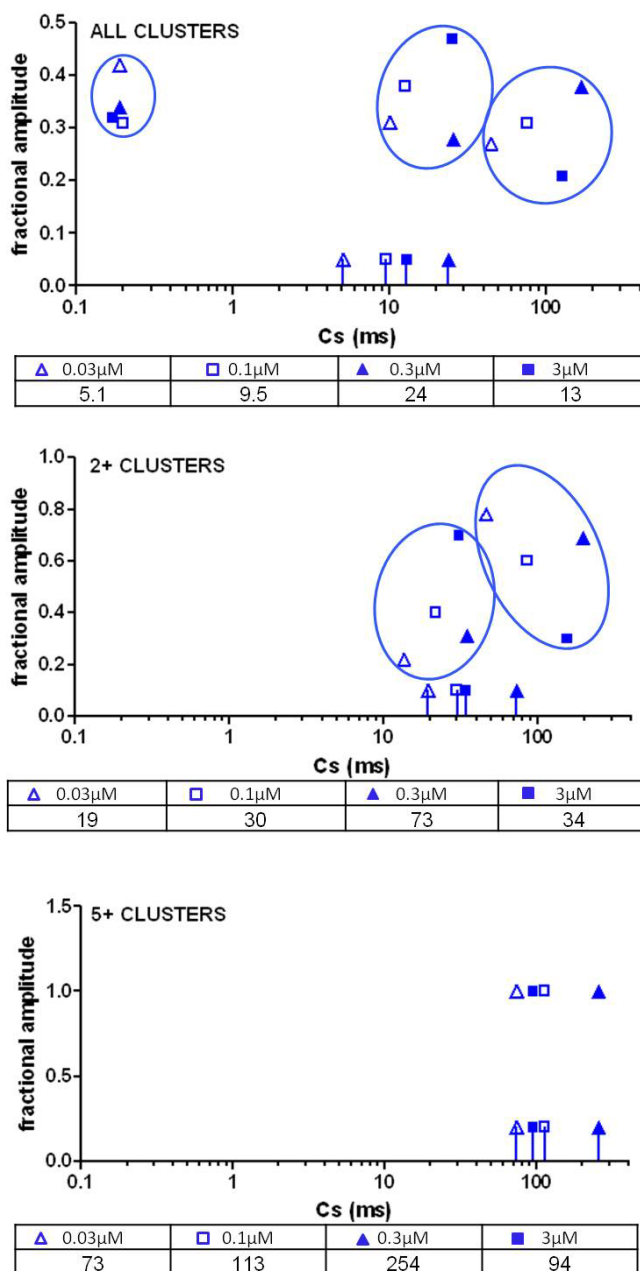 ALL CLUSTERS
fractional amplitude
0.5
0.4
0.3
0.2
0.1
0.0
0.1 1 10 100
Cs (ms)
△ 0.03µM □ 0.1µM ▲ 0.3µM ■ 3µM
5.1 9.5 24 13
2+ CLUSTERS
fractional amplitude
1.0
0.8
0.6
0.4
0.2
0.0
0.1 1 10 100
Cs (ms)
△ 0.03µM □ 0.1µM ▲ 0.3µM ■ 3µM
19 30 73 34
5+ CLUSTERS
fractional amplitude
1.5
1.0
0.5
0.0
0.1 1 10 100
Cs (ms)
△ 0.03µM □ 0.1µM ▲ 0.3µM ■ 3µM
73 113 254 94